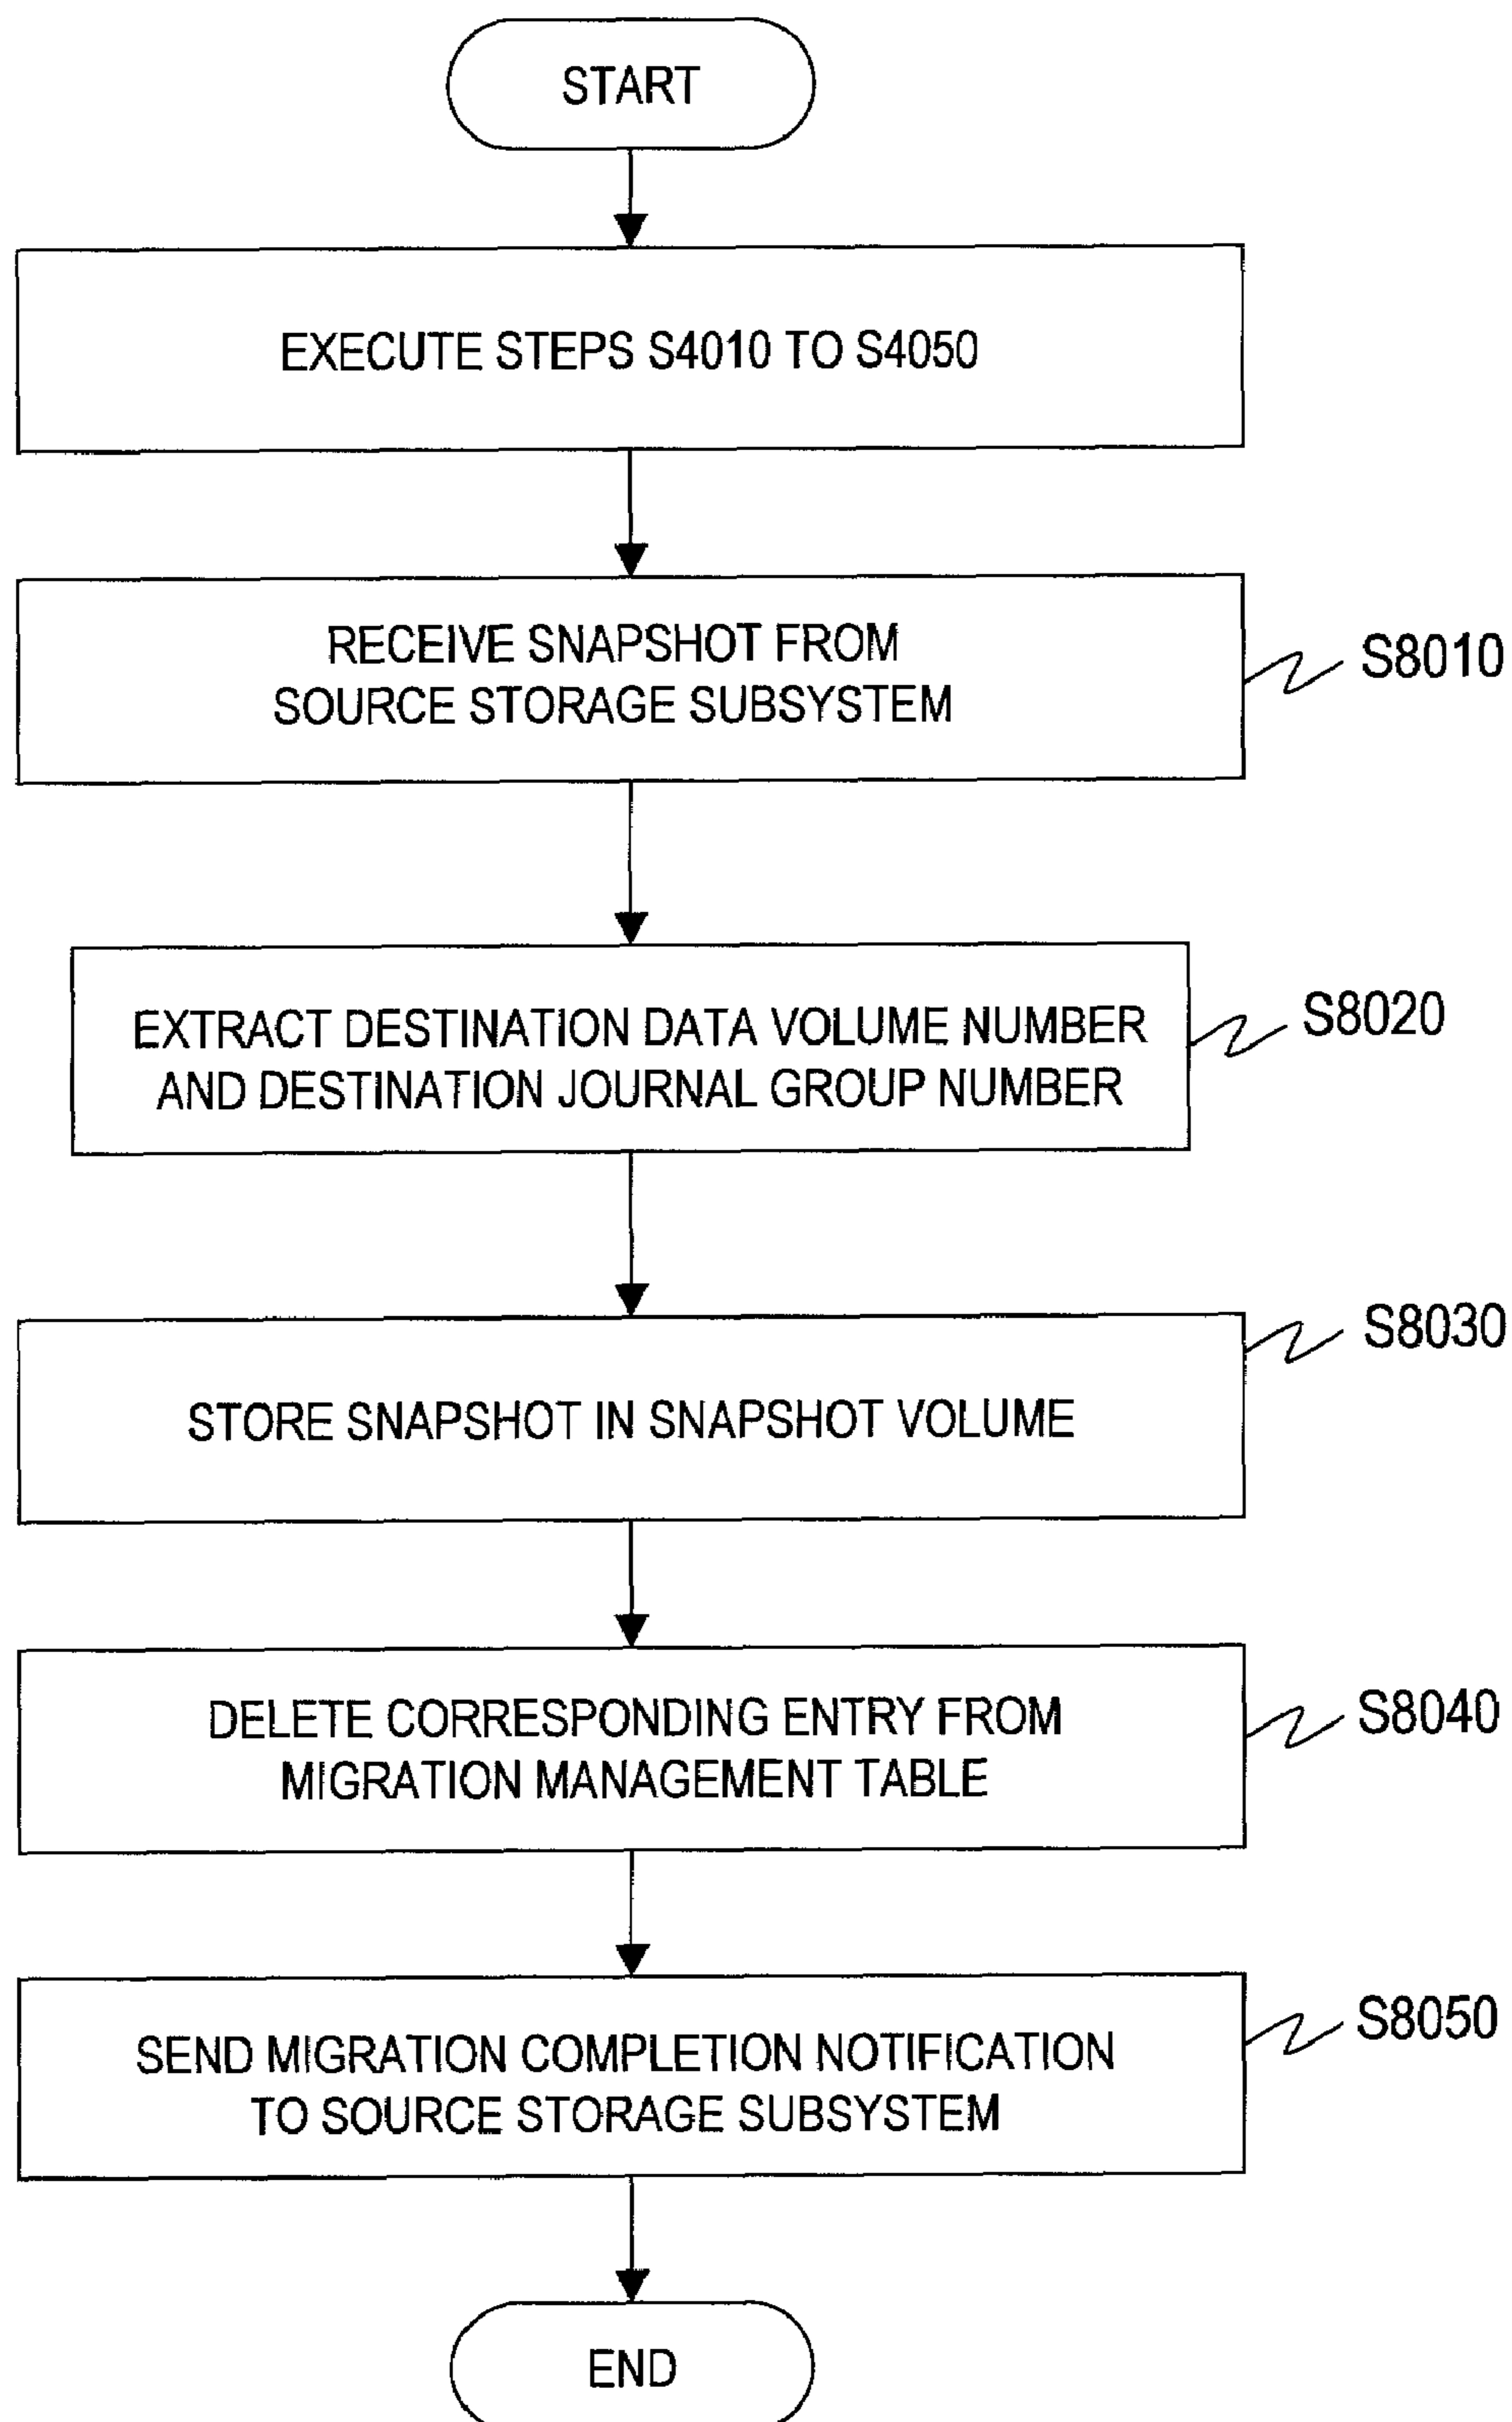 START
EXECUTE STEPS S4010 TO S4050
RECEIVE SNAPSHOT FROM
SOURCE STORAGE SUBSYSTEM
S8010
EXTRACT DESTINATION DATA VOLUME NUMBER
AND DESTINATION JOURNAL GROUP NUMBER
S8020
STORE SNAPSHOT IN SNAPSHOT VOLUME
S8030
DELETE CORRESPONDING ENTRY FROM
MIGRATION MANAGEMENT TABLE
S8040
SEND MIGRATION COMPLETION NOTIFICATION
TO SOURCE STORAGE SUBSYSTEM
S8050
END